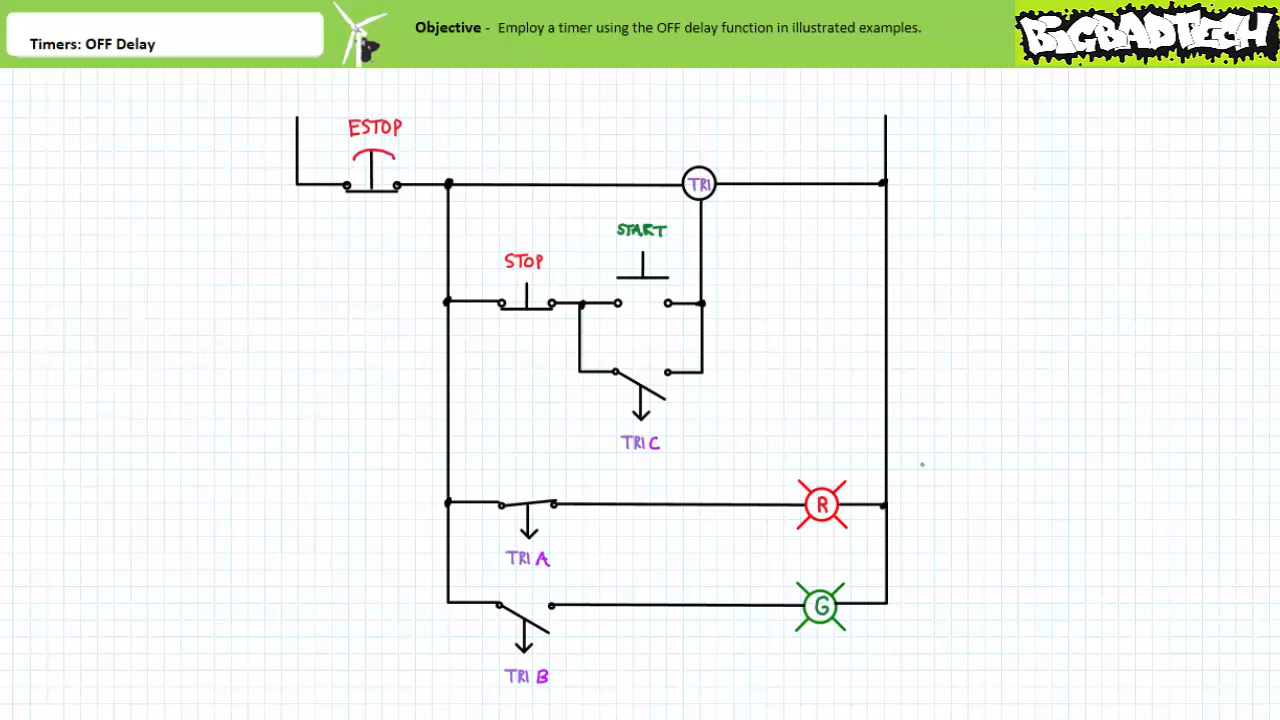 Timers: OFF Delay
Objective - Employ a timer using the OFF delay function in illustrated examples.
BIGBADTECH
ESTOP
TR1
START
STOP
TR1 C
R
TR1 A
G
TR1 B